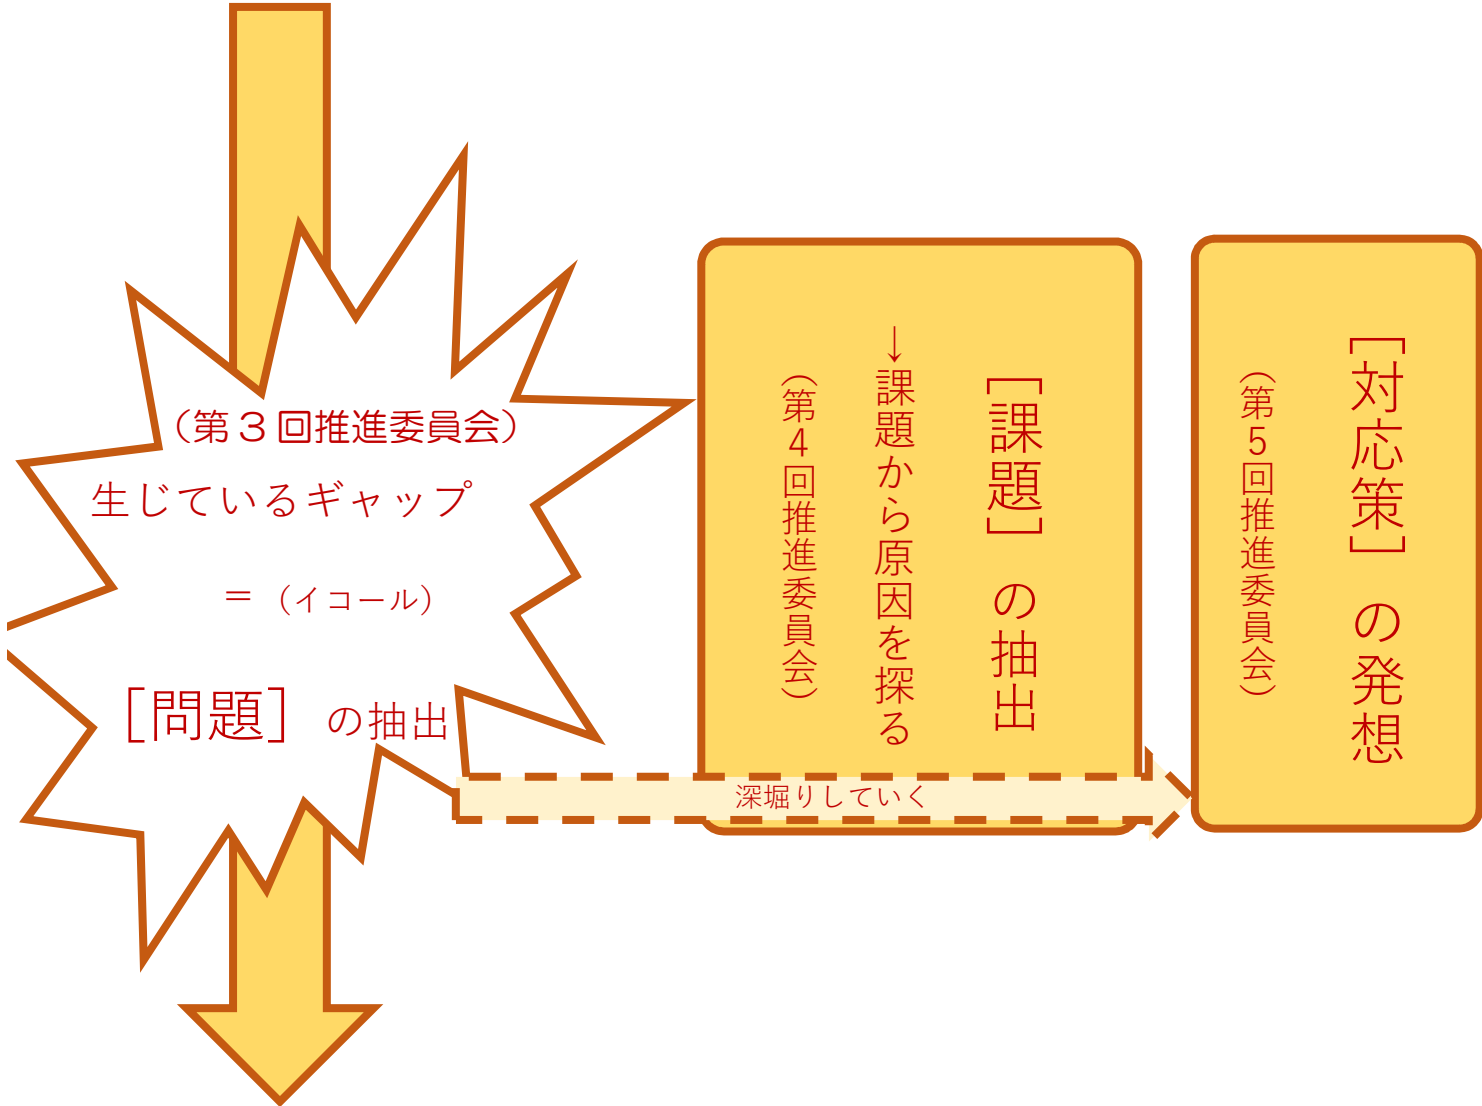 （第３回推進委員会）
生じているギャップ
＝（イコール）
［問題］ の抽出
［課題］ の抽出
→課題から原因を探る
（第４回推進委員会）
［対応策］ の発想
（第５回推進委員会）
深堀りしていく